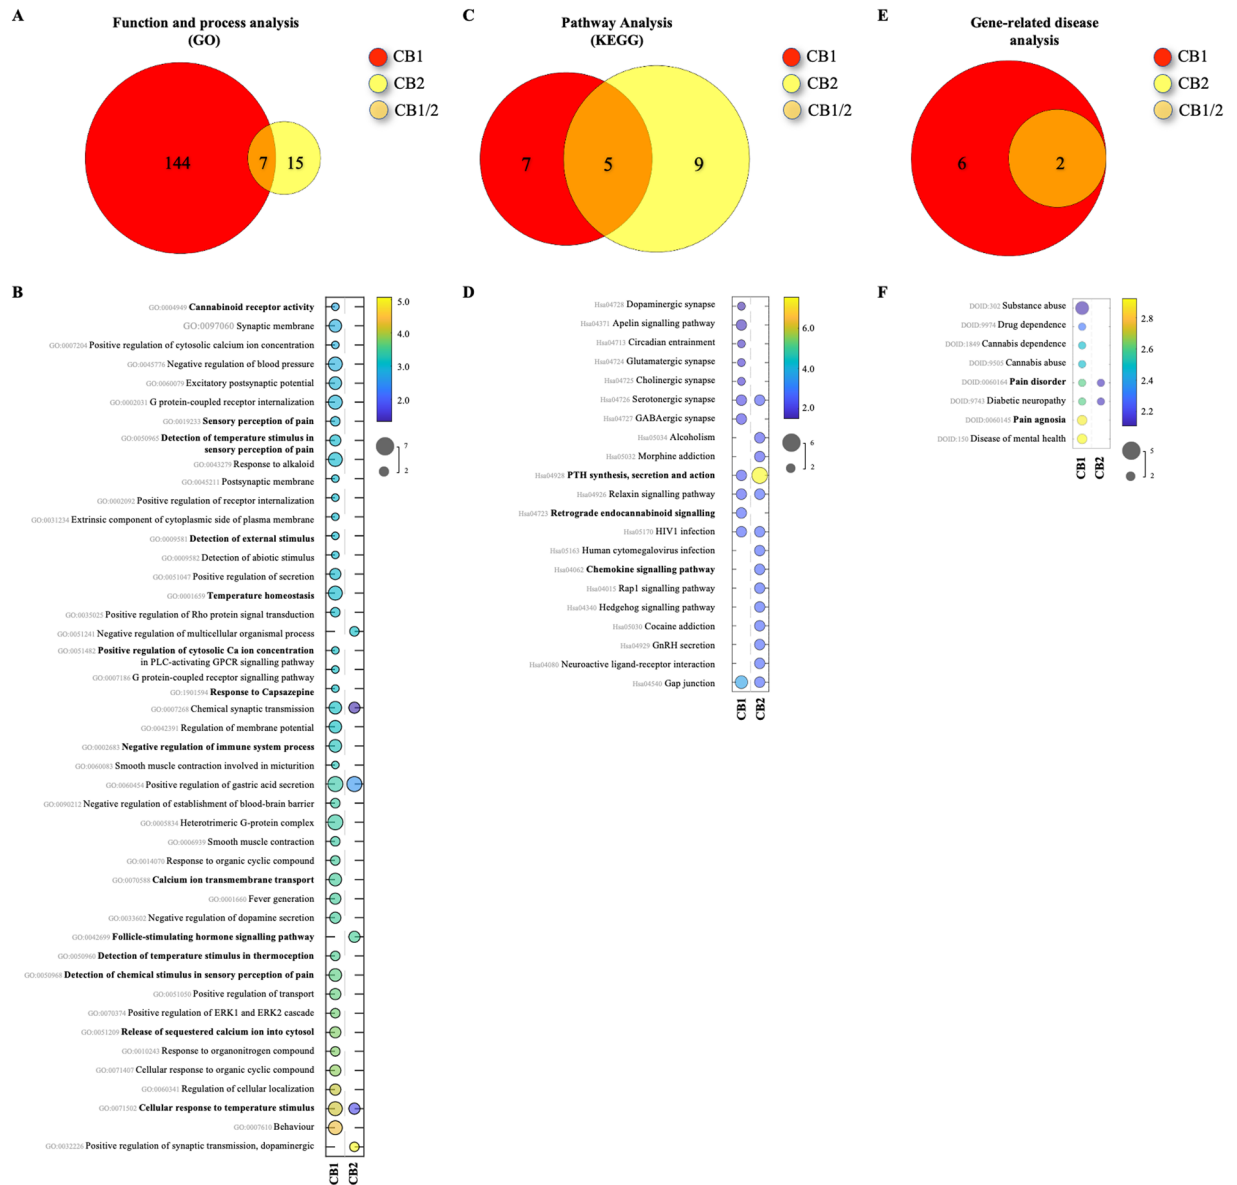 A
Function and process analysis
(GO)
CB1
CB2
CB1/2
144
7
15
C
Pathway Analysis
(KEGG)
CB1
CB2
CB1/2
7
5
9
E
Gene-related disease
analysis
CB1
CB2
CB1/2
6
2
B
GO:0004949 Cannabinoid receptor activity
GO:0097060 Synaptic membrane
GO:0007204 Positive regulation of cytosolic calcium ion concentration
GO:0045776 Negative regulation of blood pressure
GO:0060079 Excitatory postsynaptic potential
GO:0002031 G protein-coupled receptor internalization
GO:0019233 Sensory perception of pain
GO:0050965 Detection of temperature stimulus in
sensory perception of pain
GO:0043279 Response to alkaloid
GO:0045211 Postsynaptic membrane
GO:0002092 Positive regulation of receptor internalization
GO:0031234 Extrinsic component of cytoplasmic side of plasma membrane
GO:0009581 Detection of external stimulus
GO:0009582 Detection of abiotic stimulus
GO:0051047 Positive regulation of secretion
GO:0001659 Temperature homeostasis
GO:0035025 Positive regulation of Rho protein signal transduction
GO:0051241 Negative regulation of multicellular organismal process
GO:0051482 Positive regulation of cytosolic Ca ion concentration
in PLC-activating GPCR signalling pathway
GO:0007186 G protein-coupled receptor signalling pathway
GO:1901594 Response to Capsazepine
GO:0007268 Chemical synaptic transmission
GO:0042391 Regulation of membrane potential
GO:0002683 Negative regulation of immune system process
GO:0060083 Smooth muscle contraction involved in micturition
GO:0060454 Positive regulation of gastric acid secretion
GO:0090212 Negative regulation of establishment of blood-brain barrier
GO:0005834 Heterotrimeric G-protein complex
GO:0006939 Smooth muscle contraction
GO:0014070 Response to organic cyclic compound
GO:0070588 Calcium ion transmembrane transport
GO:0001660 Fever generation
GO:0033602 Negative regulation of dopamine secretion
GO:0042699 Follicle-stimulating hormone signalling pathway
GO:0050960 Detection of temperature stimulus in thermoception
GO:0050968 Detection of chemical stimulus in sensory perception of pain
GO:0051050 Positive regulation of transport
GO:0070374 Positive regulation of ERK1 and ERK2 cascade
GO:0051209 Release of sequestered calcium ion into cytosol
GO:0010243 Response to organonitrogen compound
GO:0071407 Cellular response to organic cyclic compound
GO:0060341 Regulation of cellular localization
GO:0071502 Cellular response to temperature stimulus
GO:0007610 Behaviour
GO:0032226 Positive regulation of synaptic transmission, dopaminergic
CB1
CB2
5.0
4.0
3.0
2.0
7
2
D
Hsa04728 Dopaminergic synapse
Hsa04371 Apelin signalling pathway
Hsa04713 Circadian entrainment
Hsa04724 Glutamatergic synapse
Hsa04725 Cholinergic synapse
Hsa04726 Serotonergic synapse
Hsa04727 GABAergic synapse
Hsa05034 Alcoholism
Hsa05032 Morphine addiction
Hsa04928 PTH synthesis, secretion and action
Hsa04926 Relaxin signalling pathway
Hsa04723 Retrograde endocannabinoid signalling
Hsa05170 HIV1 infection
Hsa05163 Human cytomegalovirus infection
Hsa04062 Chemokine signalling pathway
Hsa04015 Rap1 signalling pathway
Hsa04340 Hedgehog signalling pathway
Hsa05030 Cocaine addiction
Hsa04929 GnRH secretion
Hsa04080 Neuroactive ligand-receptor interaction
Hsa04540 Gap junction
CB1
CB2
6.0
4.0
2.0
6
2
F
DOID:302 Substance abuse
DOID:9974 Drug dependence
DOID:1849 Cannabis dependence
DOID:9505 Cannabis abuse
DOID:0060164 Pain disorder
DOID:9743 Diabetic neuropathy
DOID:0060145 Pain agnosia
DOID:150 Disease of mental health
CB1
CB2
2.8
2.6
2.4
2.2
5
2